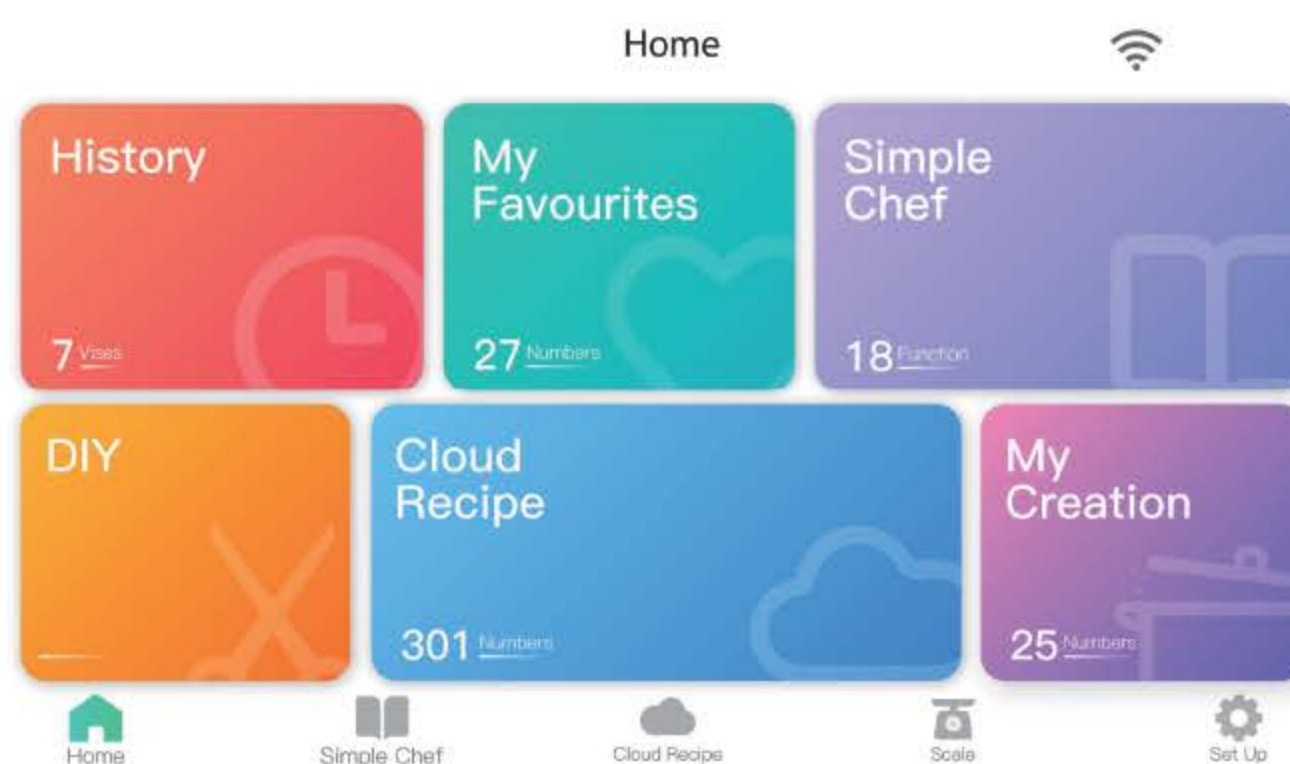 Home
History
7 Vises
My
Favourites
27 Numbers
Simple
Chef
18 Function
DIY
Cloud
Recipe
301 Numbers
My
Creation
25 Numbers
Home
Simple Chef
Cloud Recipe
Scale
Set Up